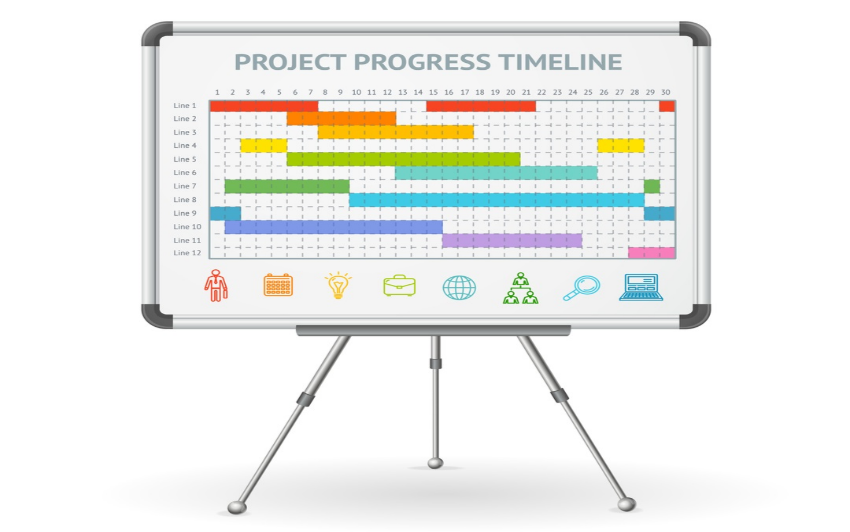 PROJECT PROGRESS TIMELINE
1 2 3 4 5 6 7 8 9 10 11 12 13 14 15 16 17 18 19 20 21 22 23 24 25 26 27 28 29 30
Line 1
Line 2
Line 3
Line 4
Line 5
Line 6
Line 7
Line 8
Line 9
Line 10
Line 11
Line 12